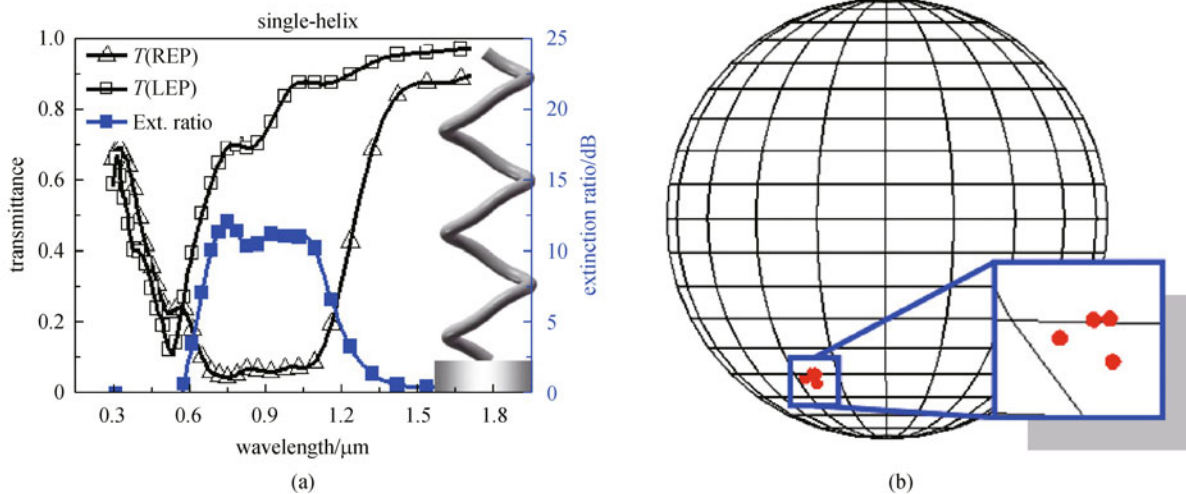 single-helix
1.0
0.8
0.6
0.4
0.2
0
transmittance
T(REP)
T(LEP)
Ext. ratio
25
20
15
10
5
0
extinction ratio/dB
0.3 0.6 0.9 1.2 1.5 1.8
wavelength/μm
(a)
(b)